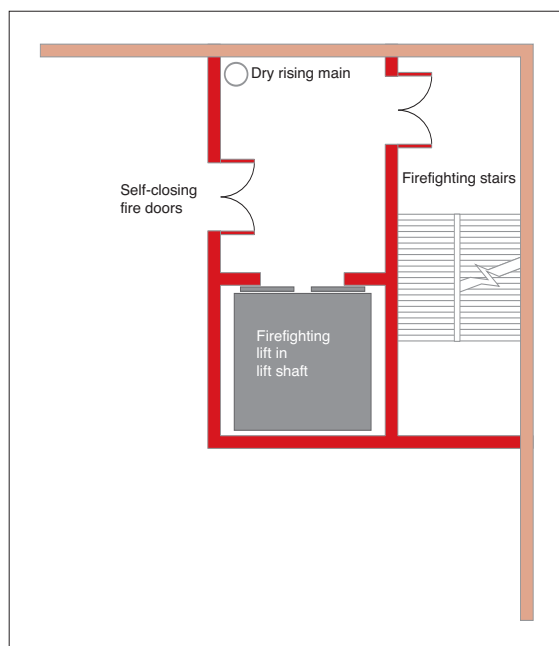 Dry rising main
Self-closing
fire doors
Firefighting stairs
Firefighting
lift in
lift shaft